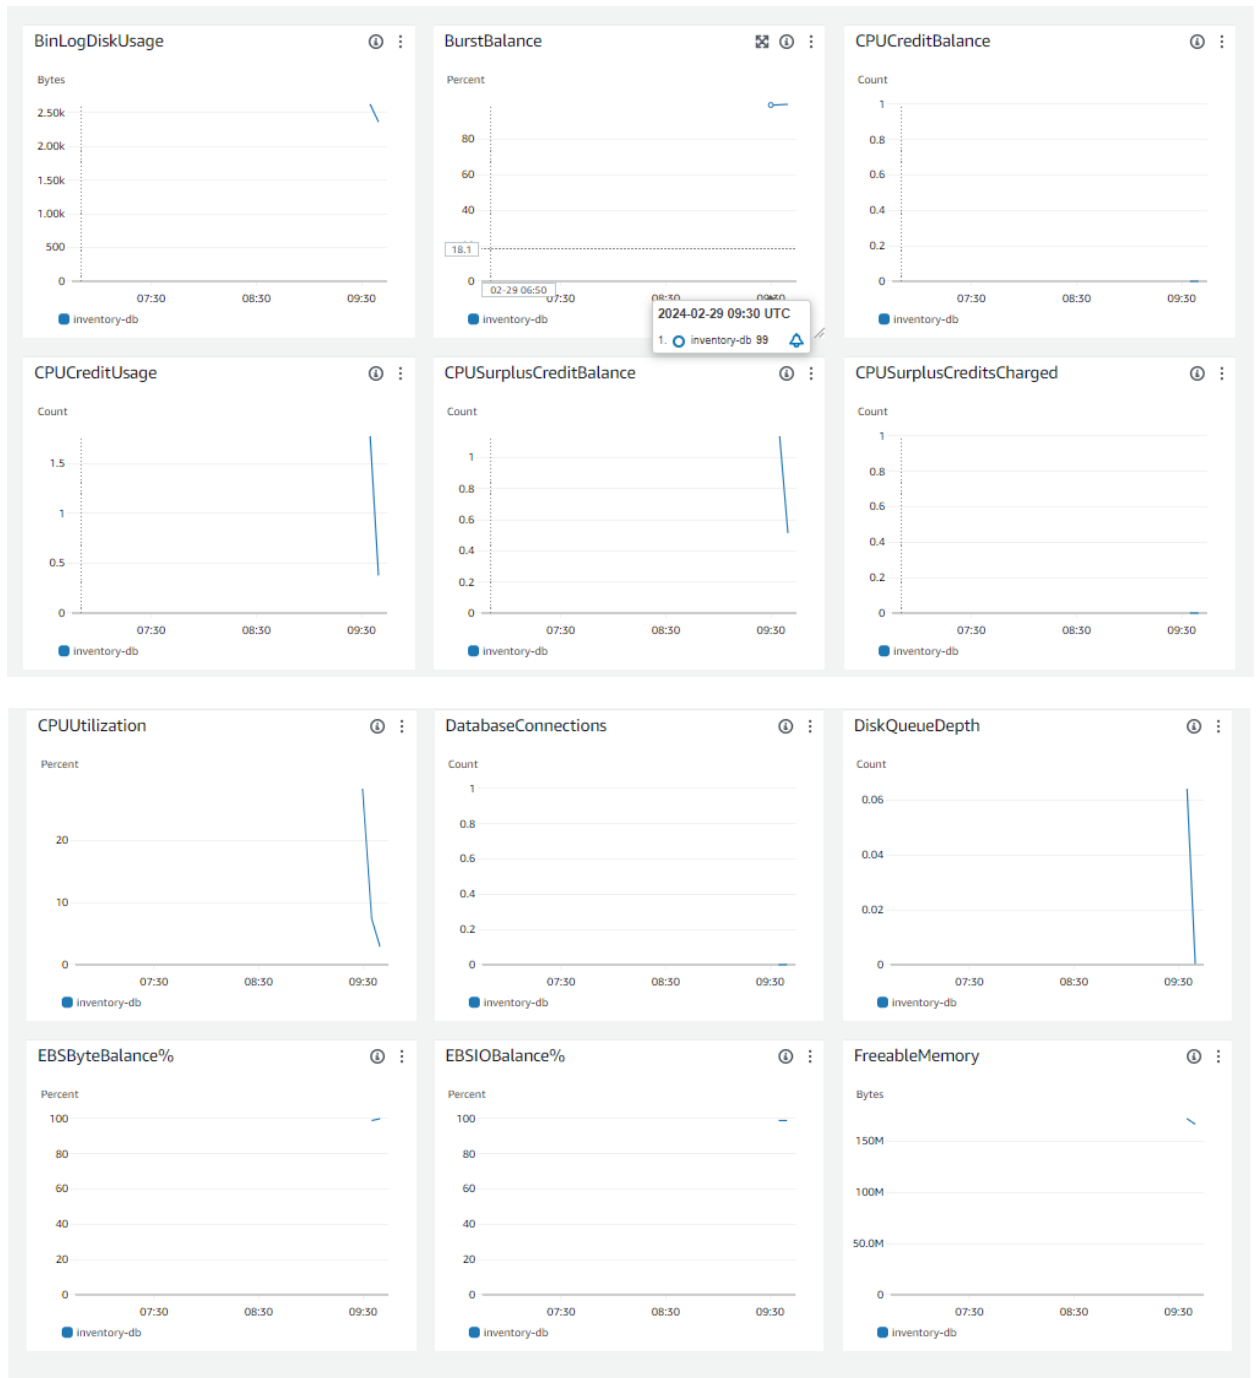 BinLogDiskUsage
Bytes
2.50k
2.00k
1.50k
1.00k
500
0
07:30 08:30 09:30
inventory-db
BurstBalance
Percent
80
60
40
18.1
0
02-29 06:50
07:30 08:30 09:30
inventory-db
2024-02-29 09:30 UTC
1. inventory-db 99
CPUCreditBalance
Count
1
0.8
0.6
0.4
0.2
0
07:30 08:30 09:30
inventory-db
CPUCreditUsage
Count
1.5
1
0.5
0
07:30 08:30 09:30
inventory-db
CPUSurplusCreditBalance
Count
1
0.8
0.6
0.4
0.2
0
07:30 08:30 09:30
inventory-db
CPUSurplusCreditsCharged
Count
1
0.8
0.6
0.4
0.2
0
07:30 08:30 09:30
inventory-db
CPUUtilization
Percent
20
10
0
07:30 08:30 09:30
inventory-db
DatabaseConnections
Count
1
0.8
0.6
0.4
0.2
0
07:30 08:30 09:30
inventory-db
DiskQueueDepth
Count
0.06
0.04
0.02
0
07:30 08:30 09:30
inventory-db
EBSByteBalance%
Percent
100
80
60
40
20
0
07:30 08:30 09:30
inventory-db
EBSIOBalance%
Percent
100
80
60
40
20
0
07:30 08:30 09:30
inventory-db
FreeableMemory
Bytes
150M
100M
50.0M
0
07:30 08:30 09:30
inventory-db